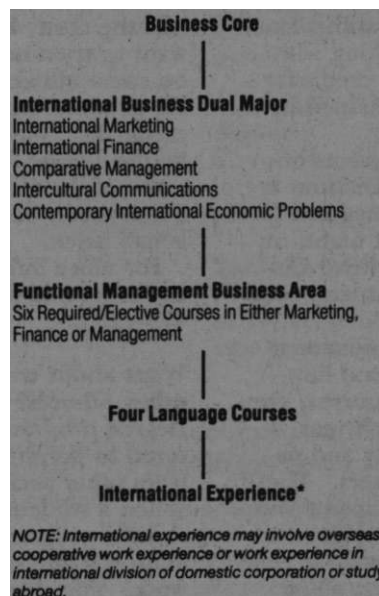 Business Core
International Business Dual Major
International Marketing
International Finance
Comparative Management
Intercultural Communications
Contemporary International Economic Problems
Functional Management Business Area
Six Required/Elective Courses in Either Marketing,
Finance or Management
Four Language Courses
International Experience*
NOTE: International experience may involve overseas
cooperative work experience or work experience in
international division of domestic corporation or study
abroad.